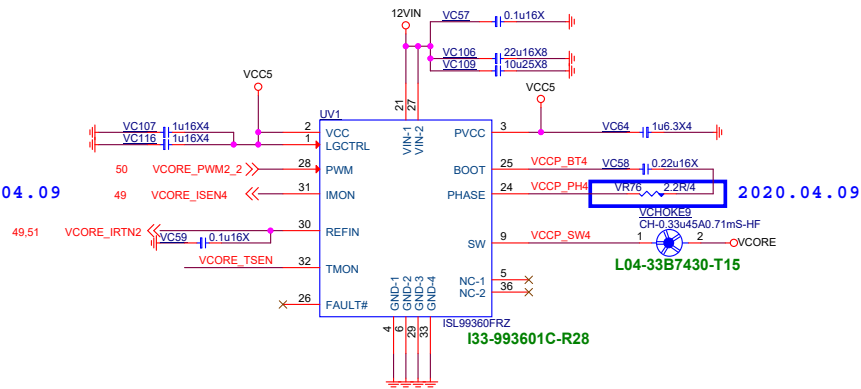 12VIN
VC57 0.1u16X
VC106 22u16X8
VC109 10u25X8
VCC5
VCC5
21 27
UV1
VC107 1u16X4
VC116 1u16X4
2 VCC
1 LGCTRL
VIN-1 VIN-2
PVCC 3
VC64 1u6.3X4
50 VCORE_PWM2_2 28 PWM
BOOT 25 VCCP_BT4 VC58 0.22u16X
04.09
49 VCORE_ISEN4 31 IMON
PHASE 24 VCCP_PH4 VR76 2.2R/4
2020.04.09
VCHOKE9
CH-0.33u45A0.71mS-HF
49,51 VCORE_IRTN2 30 REFIN
VC59 0.1u16X
SW 9 VCCP_SW4 1 2 VCORE
L04-33B7430-T15
VCORE_TSEN 32 TMON
NC-1 5
NC-2 36
26 FAULT#
GND-1 GND-2 GND-3 GND-4
4 6 29 33
ISL99360FRZ
I33-993601C-R28